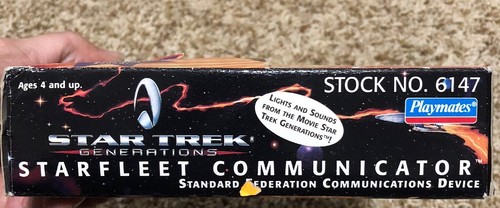 Ages 4 and up.
STOCK NO. 6147
Playmates®
LIGHTS AND SOUNDS
FROM THE MOVIE STAR
TREK GENERATIONS™!
STAR TREK
GENERATIONS
STARFLEET COMMUNICATOR™
STANDARD FEDERATION COMMUNICATIONS DEVICE